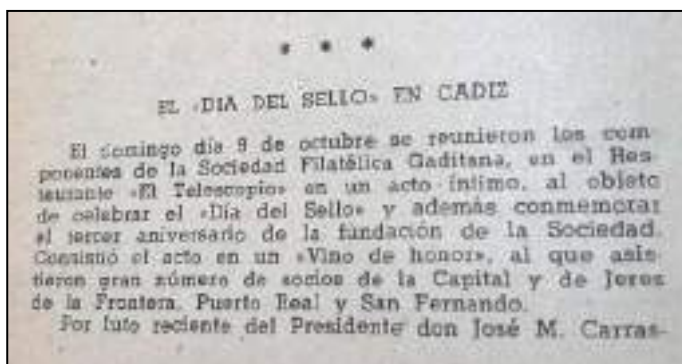 * * *
EL «DIA DEL SELLO» EN CADIZ
El domingo día 9 de octubre se reunieron los com-
ponentes de la Sociedad Filatélica Gaditana, en el Res-
taurante «El Telescopio» en un acto íntimo, al objeto
de celebrar el «Día del Sello» y además conmemorar
el tercer aniversario de la fundación de la Sociedad.
Consistió el acto en un «Vino de honor», al que asis-
tieron gran número de socios de la Capital y de Jerez
de la Frontera, Puerto Real y San Fernando.
Por luto reciente del Presidente don José M. Carras-